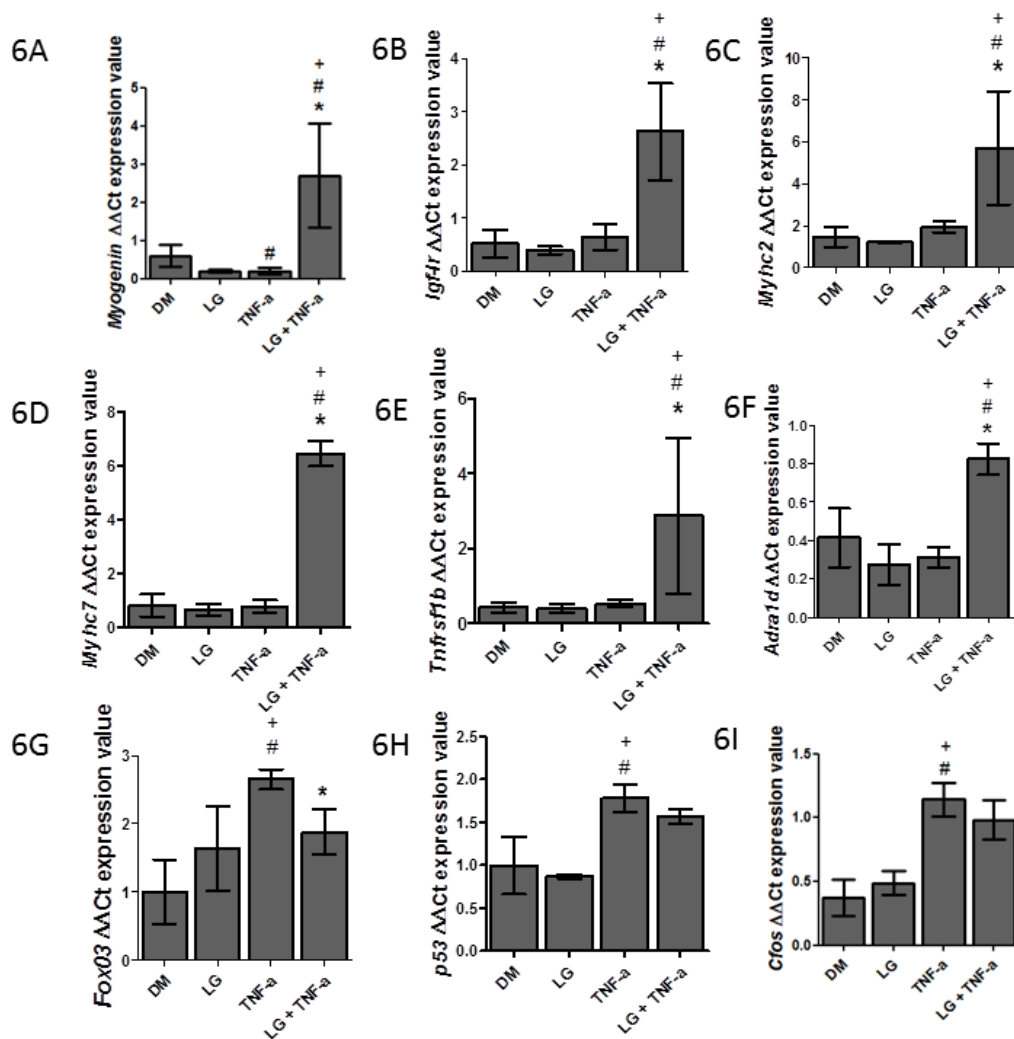 6A
Myogenin ΔΔCt expression value
5
4
3
2
1
0
+
#
*
#
DM
LG
TNF-a
LG + TNF-a
6B
Igf4r ΔΔCt expression value
4
3
2
1
0
+
#
*
DM
LG
TNF-a
LG + TNF-a
6C
Myhc2 ΔΔCt expression value
10
8
6
4
2
0
+
#
*
DM
LG
TNF-a
LG + TNF-a
6D
Myhc7 ΔΔCt expression value
8
6
4
2
0
+
#
*
DM
LG
TNF-a
LG + TNF-a
6E
Tnfrsf1b ΔΔCt expression value
6
4
2
0
+
#
*
DM
LG
TNF-a
LG + TNF-a
6F
Adra1d ΔΔCt expression value
1.0
0.8
0.6
0.4
0.2
0.0
+
#
*
DM
LG
TNF-a
LG + TNF-a
6G
Fox03 ΔΔCt expression value
3
2
1
0
+
#
*
DM
LG
TNF-a
LG + TNF-a
6H
p53 ΔΔCt expression value
2.5
2.0
1.5
1.0
0.5
0.0
+
#
DM
LG
TNF-a
LG + TNF-a
6I
Cfos ΔΔCt expression value
1.5
1.0
0.5
0.0
+
#
DM
LG
TNF-a
LG + TNF-a